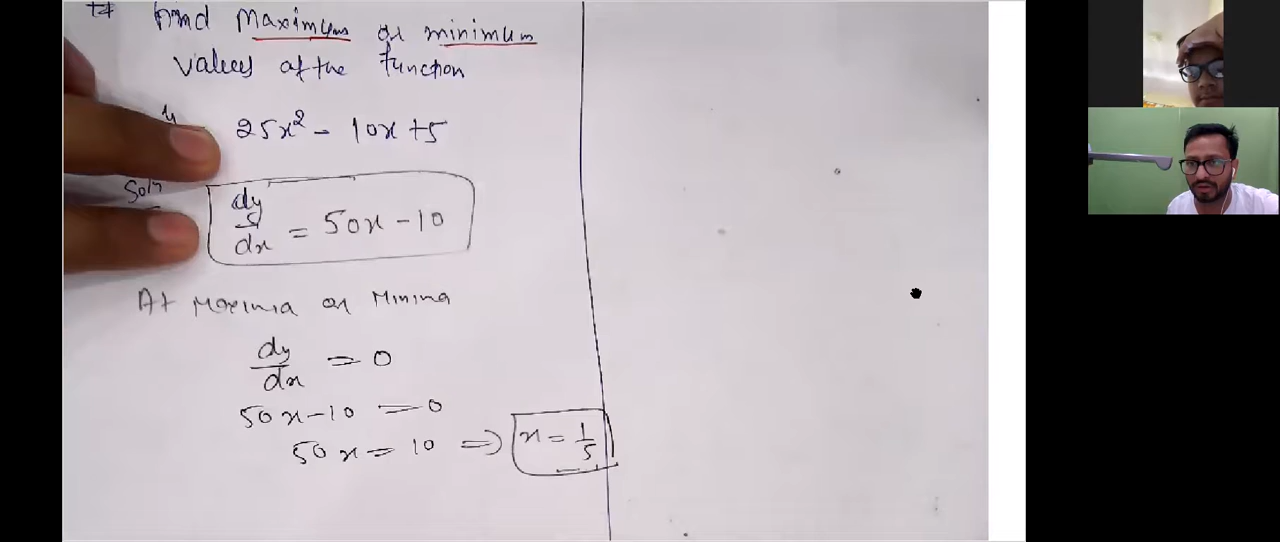 Find Maximum or minimum
values of the function
25x² - 10x + 5
Soln
dy/dx = 50x - 10
At Maxima or Minima
dy/dx = 0
50x - 10 = 0
50x = 10 ⇒ x = 1/5